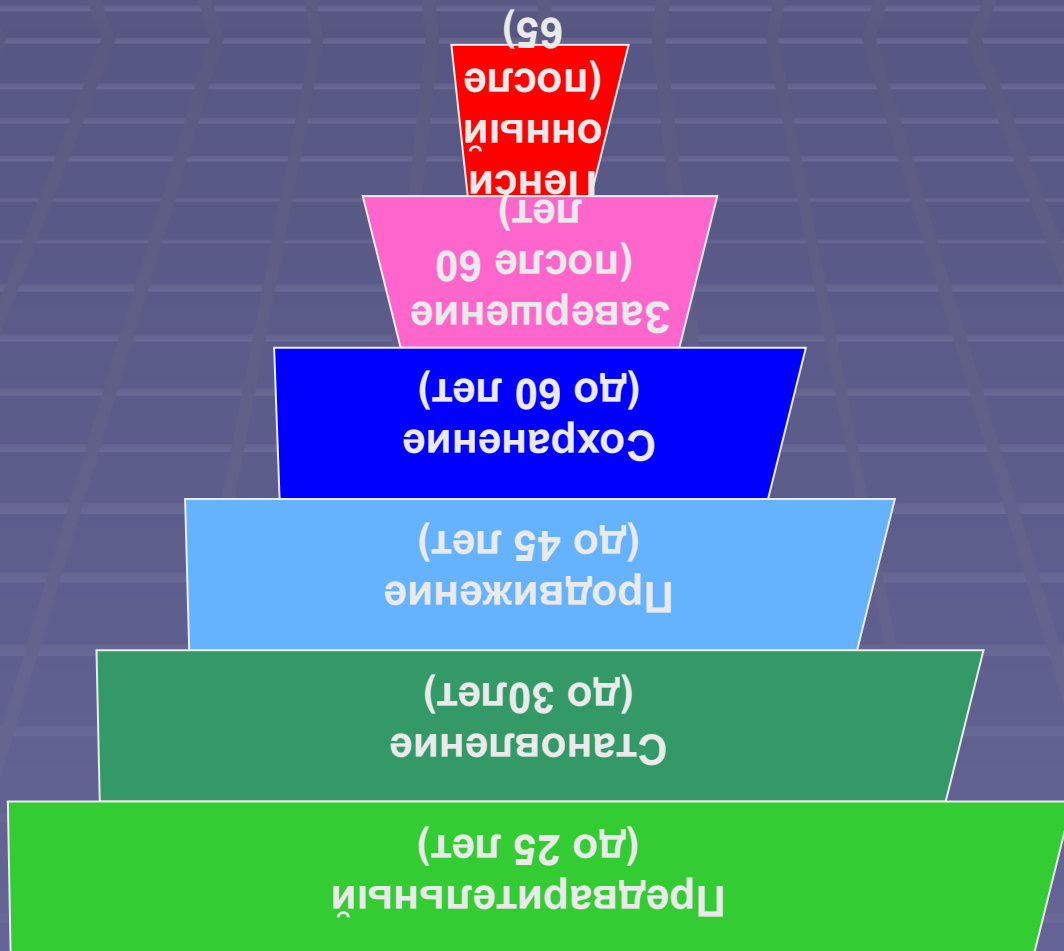 Предварительный
(до 25 лет)
Становление
(до 30лет)
Продвижение
(до 45 лет)
Сохранение
(до 60 лет)
Завершение
(после 60
лет)
Пенси
онный
(после
65)